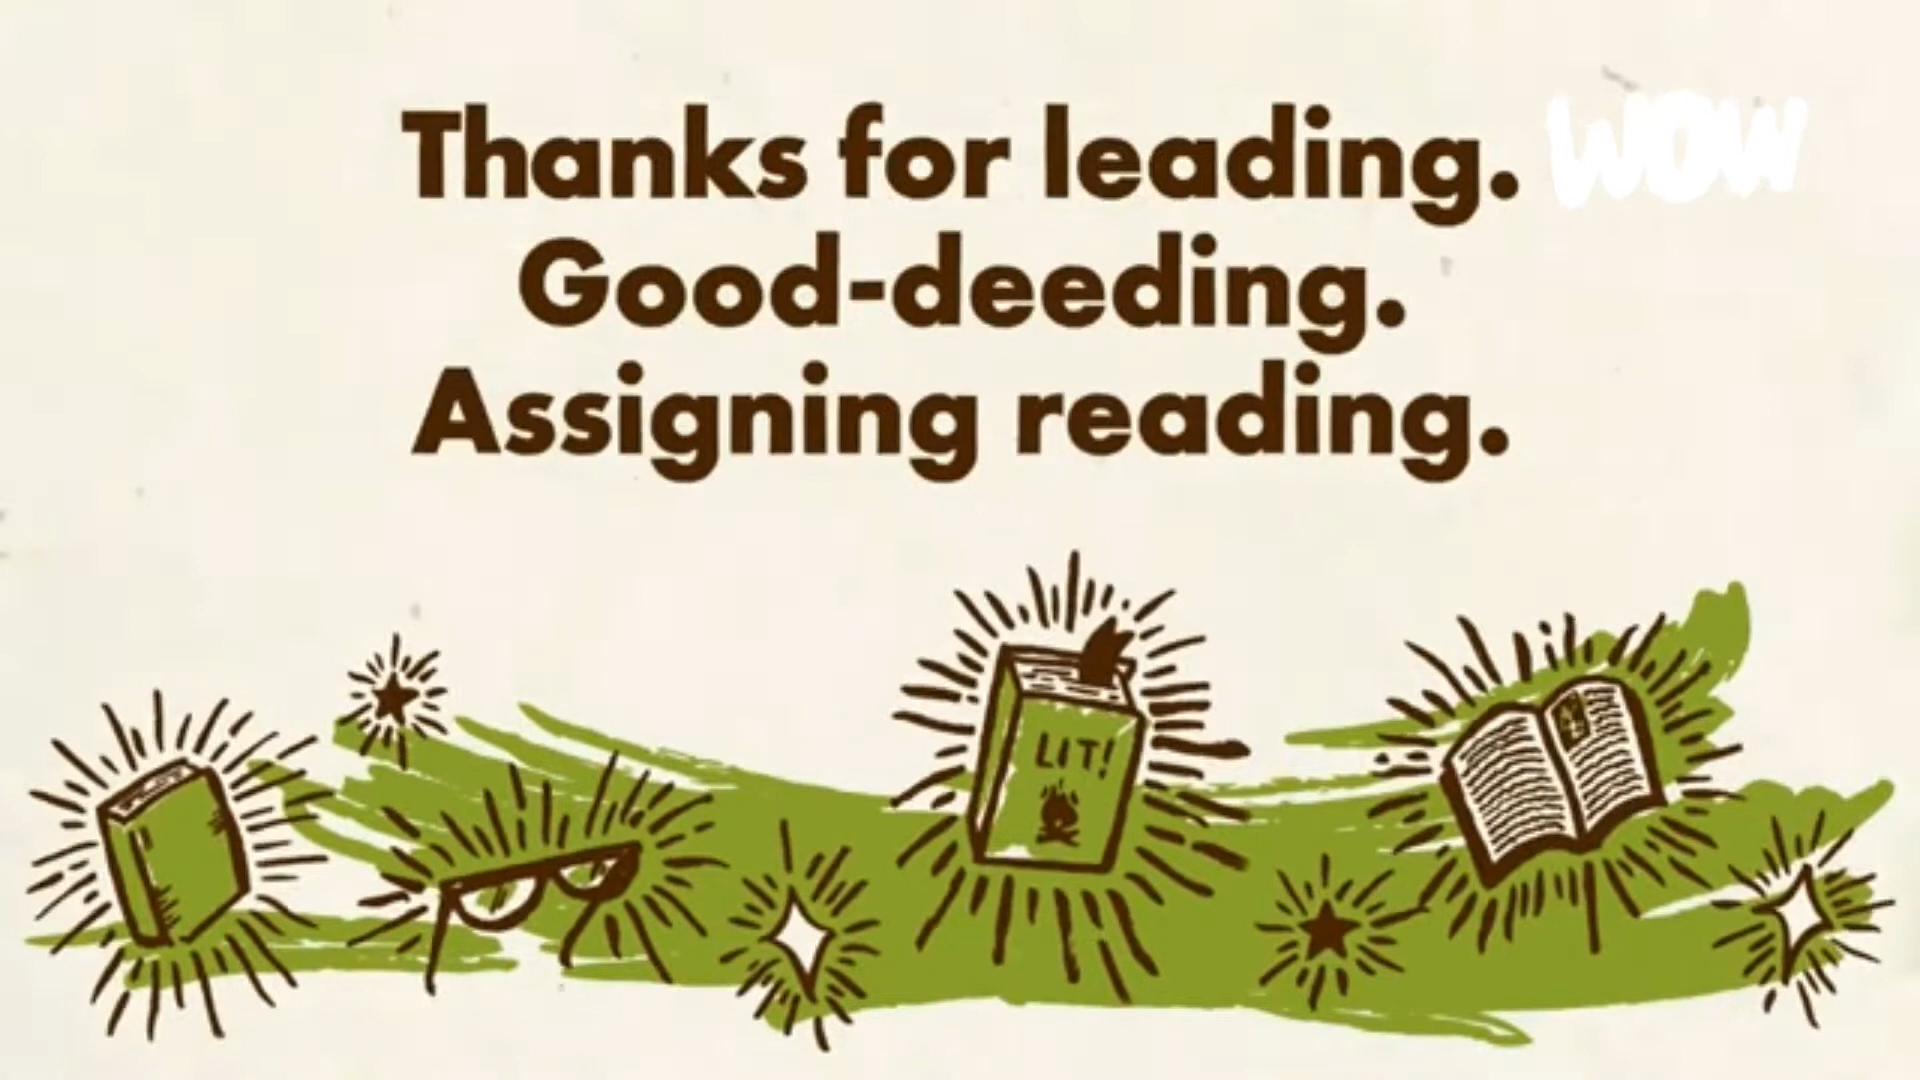 Thanks for leading.
WOW
Good-deeding.
Assigning reading.
LIT!